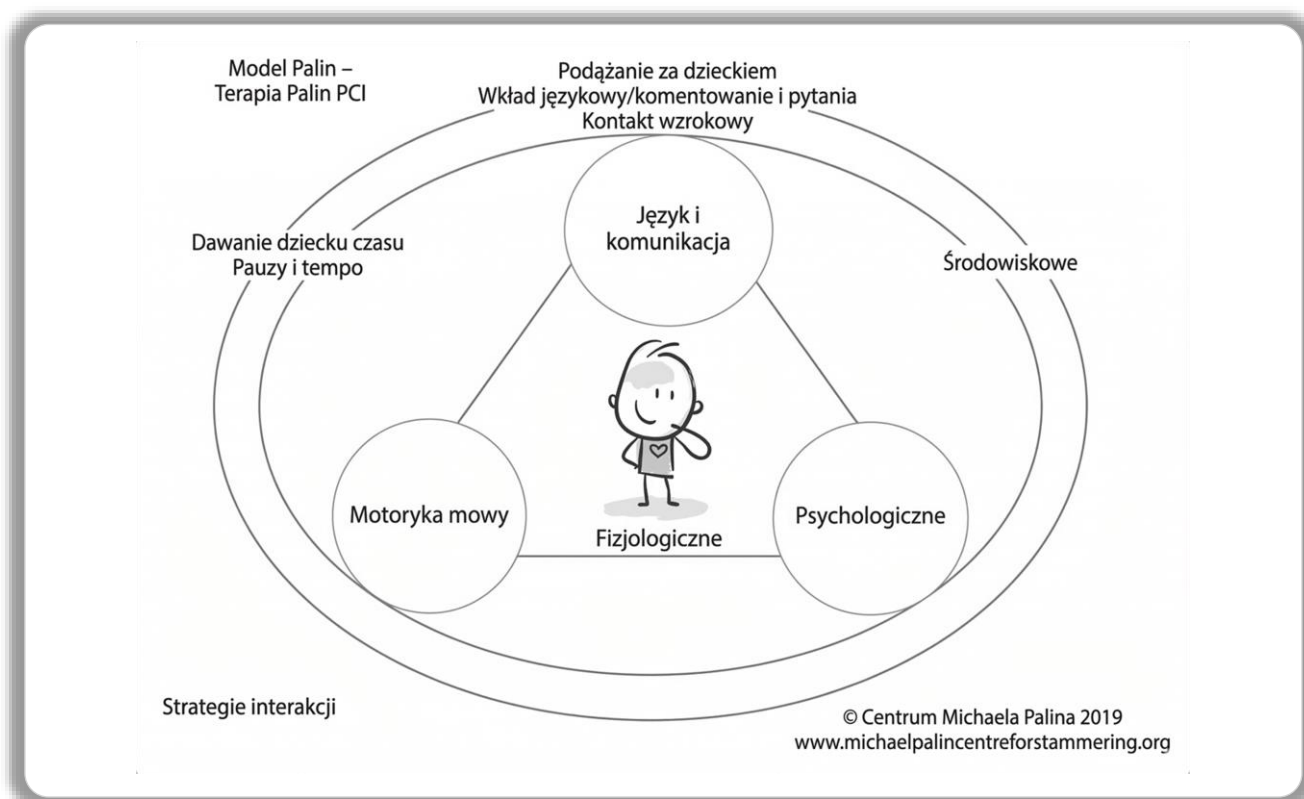 Model Palin –
Terapia Palin PCI
Podążanie za dzieckiem
Wkład językowy/komentowanie i pytania
Kontakt wzrokowy
Język i
komunikacja
Dawanie dziecku czasu
Pauzy i tempo
Środowiskowe
Motoryka mowy
Psychologiczne
Fizjologiczne
Strategie interakcji
© Centrum Michaela Palina 2019
www.michaelpalincentreforstammering.org